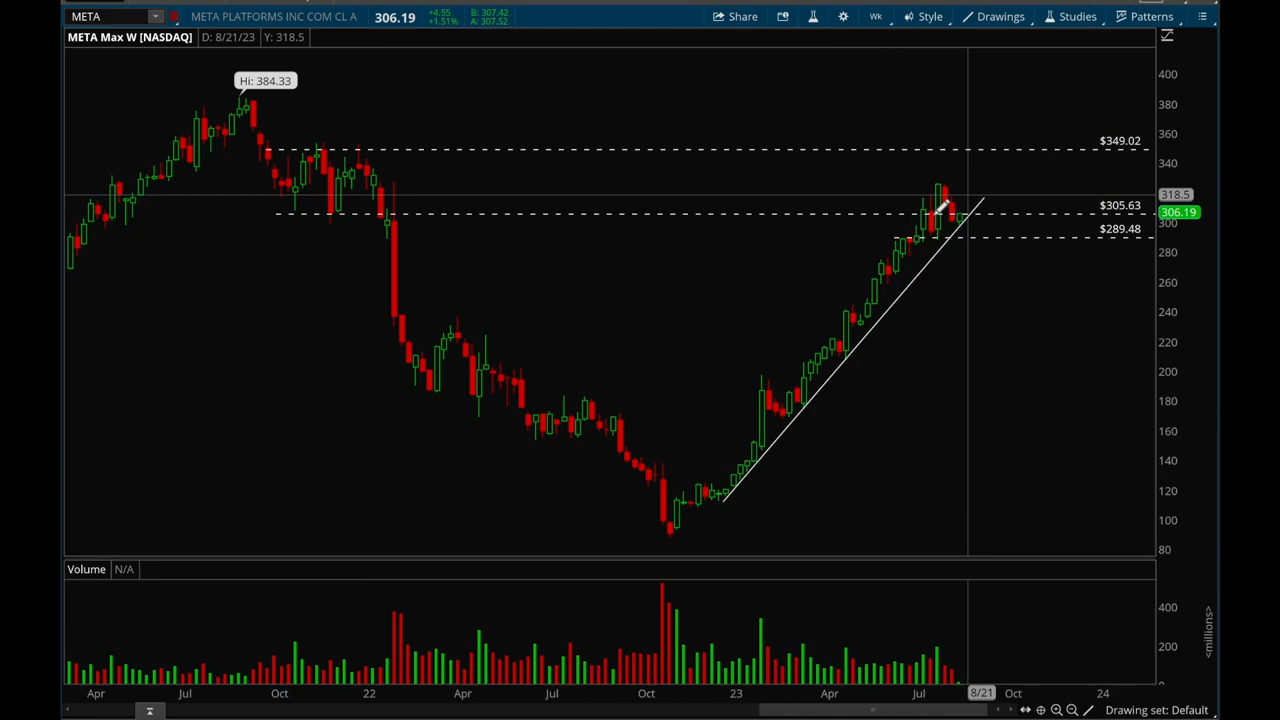 META META PLATFORMS INC COM CL A 306.19 +4.55 B: 307.42 Share Wk Style Drawings Studies Patterns
+1.51% A: 307.52
META Max W [NASDAQ] D: 8/21/23 Y: 318.5
Hi: 384.33
400
380
360
$349.02
340
318.5
$305.63
306.19
300
$289.48
280
260
240
220
200
180
160
140
120
100
80
Volume N/A
400
200
<millions>
Apr Jul Oct 22 Apr Jul Oct 23 Apr Jul 8/21 Oct 24
Drawing set: Default